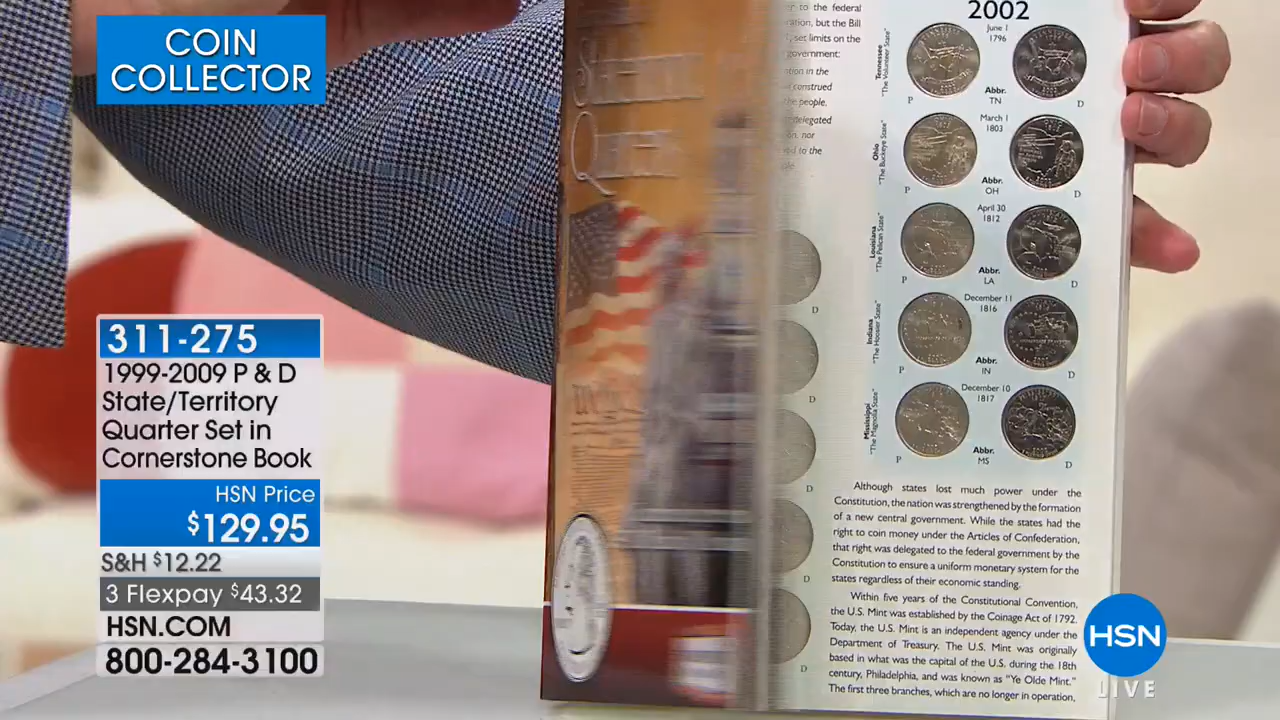 COIN
COLLECTOR
311-275
1999-2009 P & D
State/Territory
Quarter Set in
Cornerstone Book
HSN Price
$129.95
S&H $12.22
3 Flexpay $43.32
HSN.COM
800-284-3100
to the federal
but the Bill
set limits on the
government:
in the
construed
the people.
delegated
nor
to the
D
D
D
D
D
2002
Tennessee
"The Volunteer State"
June 1
1796
Abbr.
TN
P
D
Ohio
"The Buckeye State"
March 1
1803
Abbr.
OH
P
D
Louisiana
"The Pelican State"
April 30
1812
Abbr.
LA
P
D
Indiana
"The Hoosier State"
December 11
1816
Abbr.
IN
P
D
Mississippi
"The Magnolia State"
December 10
1817
Abbr.
MS
P
D
Although states lost much power under the
Constitution, the nation was strengthened by the formation
of a new central government. While the states had the
right to coin money under the Articles of Confederation,
that right was delegated to the federal government by the
Constitution to ensure a uniform monetary system for the
states regardless of their economic standing.
Within five years of the Constitutional Convention,
the U.S. Mint was established by the Coinage Act of 1792.
Today, the U.S. Mint is an independent agency under the
Department of Treasury. The U.S. Mint was originally
based in what was the capital of the U.S. during the 18th
century, Philadelphia, and was known as "Ye Olde Mint."
The first three branches, which are no longer in operation,
HSN
LIVE